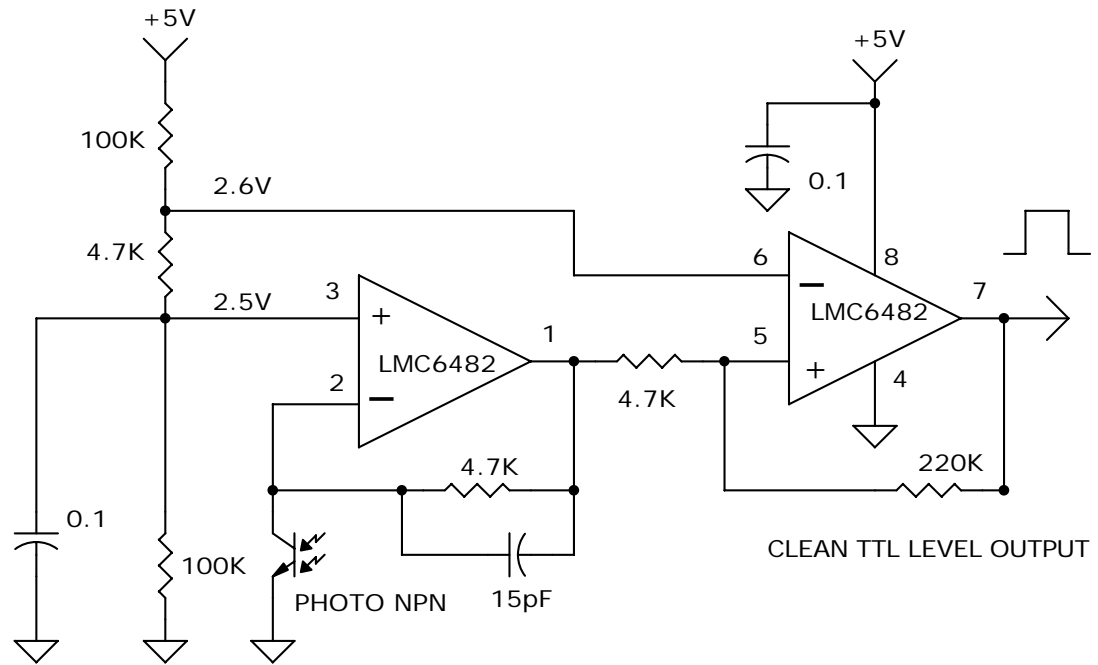 +5V
+5V
100K
0.1
2.6V
4.7K
6
8
LMC6482
7
2.5V
3
+
LMC6482
1
5
+
4
2
4.7K
4.7K
220K
0.1
100K
PHOTO NPN
15pF
CLEAN TTL LEVEL OUTPUT